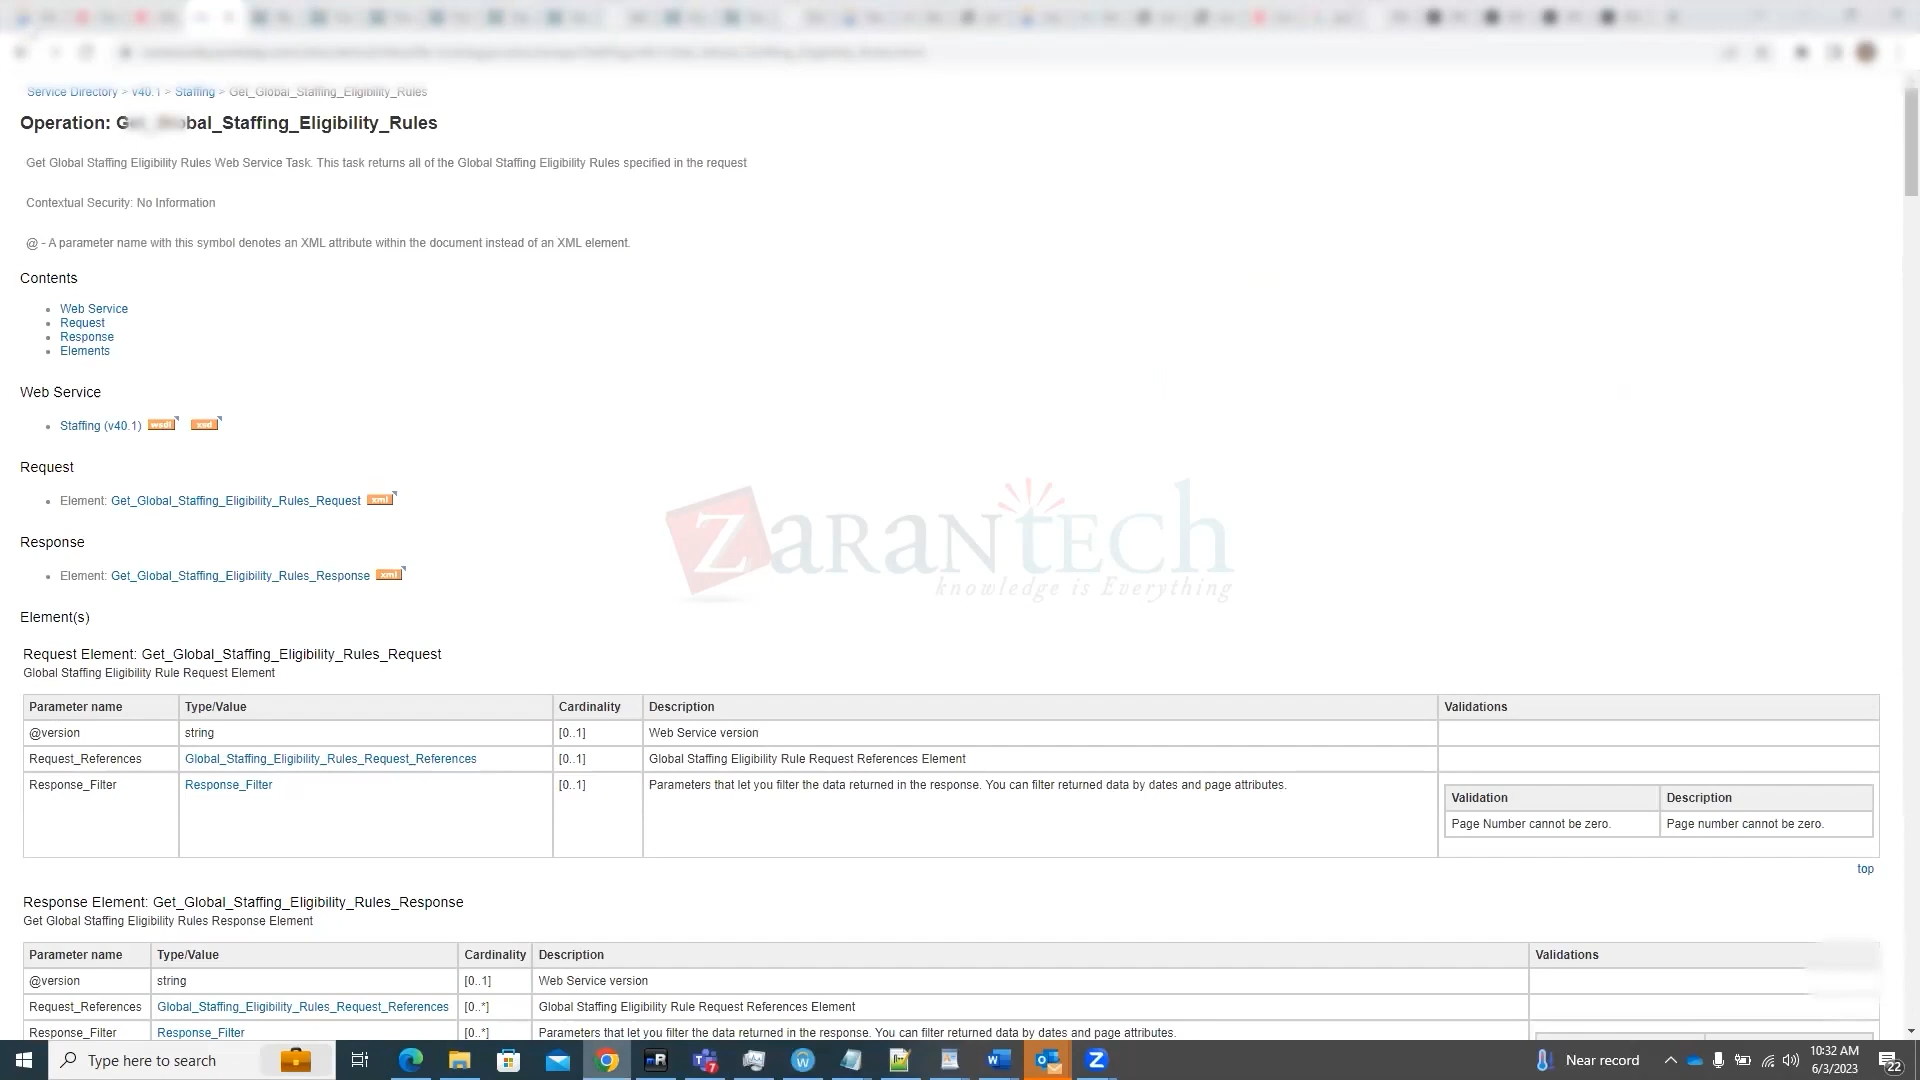 Service Directory > v40.1 > Staffing > Get_Global_Staffing_Eligibility_Rules
Operation: Get_Global_Staffing_Eligibility_Rules
Get Global Staffing Eligibility Rules Web Service Task. This task returns all of the Global Staffing Eligibility Rules specified in the request
Contextual Security: No Information
@ - A parameter name with this symbol denotes an XML attribute within the document instead of an XML element.
Contents
Web Service
Request
Response
Elements
Web Service
Staffing (v40.1) wsdl xsd
Request
Element: Get_Global_Staffing_Eligibility_Rules_Request xml
Response
Element: Get_Global_Staffing_Eligibility_Rules_Response xml
ZARANTECH
knowledge is Everything
Element(s)
Request Element: Get_Global_Staffing_Eligibility_Rules_Request
Global Staffing Eligibility Rule Request Element
Parameter name Type/Value Cardinality Description Validations
@version string [0..1] Web Service version
Request_References Global_Staffing_Eligibility_Rules_Request_References [0..1] Global Staffing Eligibility Rule Request References Element
Response_Filter Response_Filter [0..1] Parameters that let you filter the data returned in the response. You can filter returned data by dates and page attributes.
Validation Description
Page Number cannot be zero. Page number cannot be zero.
top
Response Element: Get_Global_Staffing_Eligibility_Rules_Response
Get Global Staffing Eligibility Rules Response Element
Parameter name Type/Value Cardinality Description Validations
@version string [0..1] Web Service version
Request_References Global_Staffing_Eligibility_Rules_Request_References [0..*] Global Staffing Eligibility Rule Request References Element
Response_Filter Response_Filter [0..*] Parameters that let you filter the data returned in the response. You can filter returned data by dates and page attributes.
Type here to search
Near record
10:32 AM
6/3/2023
22